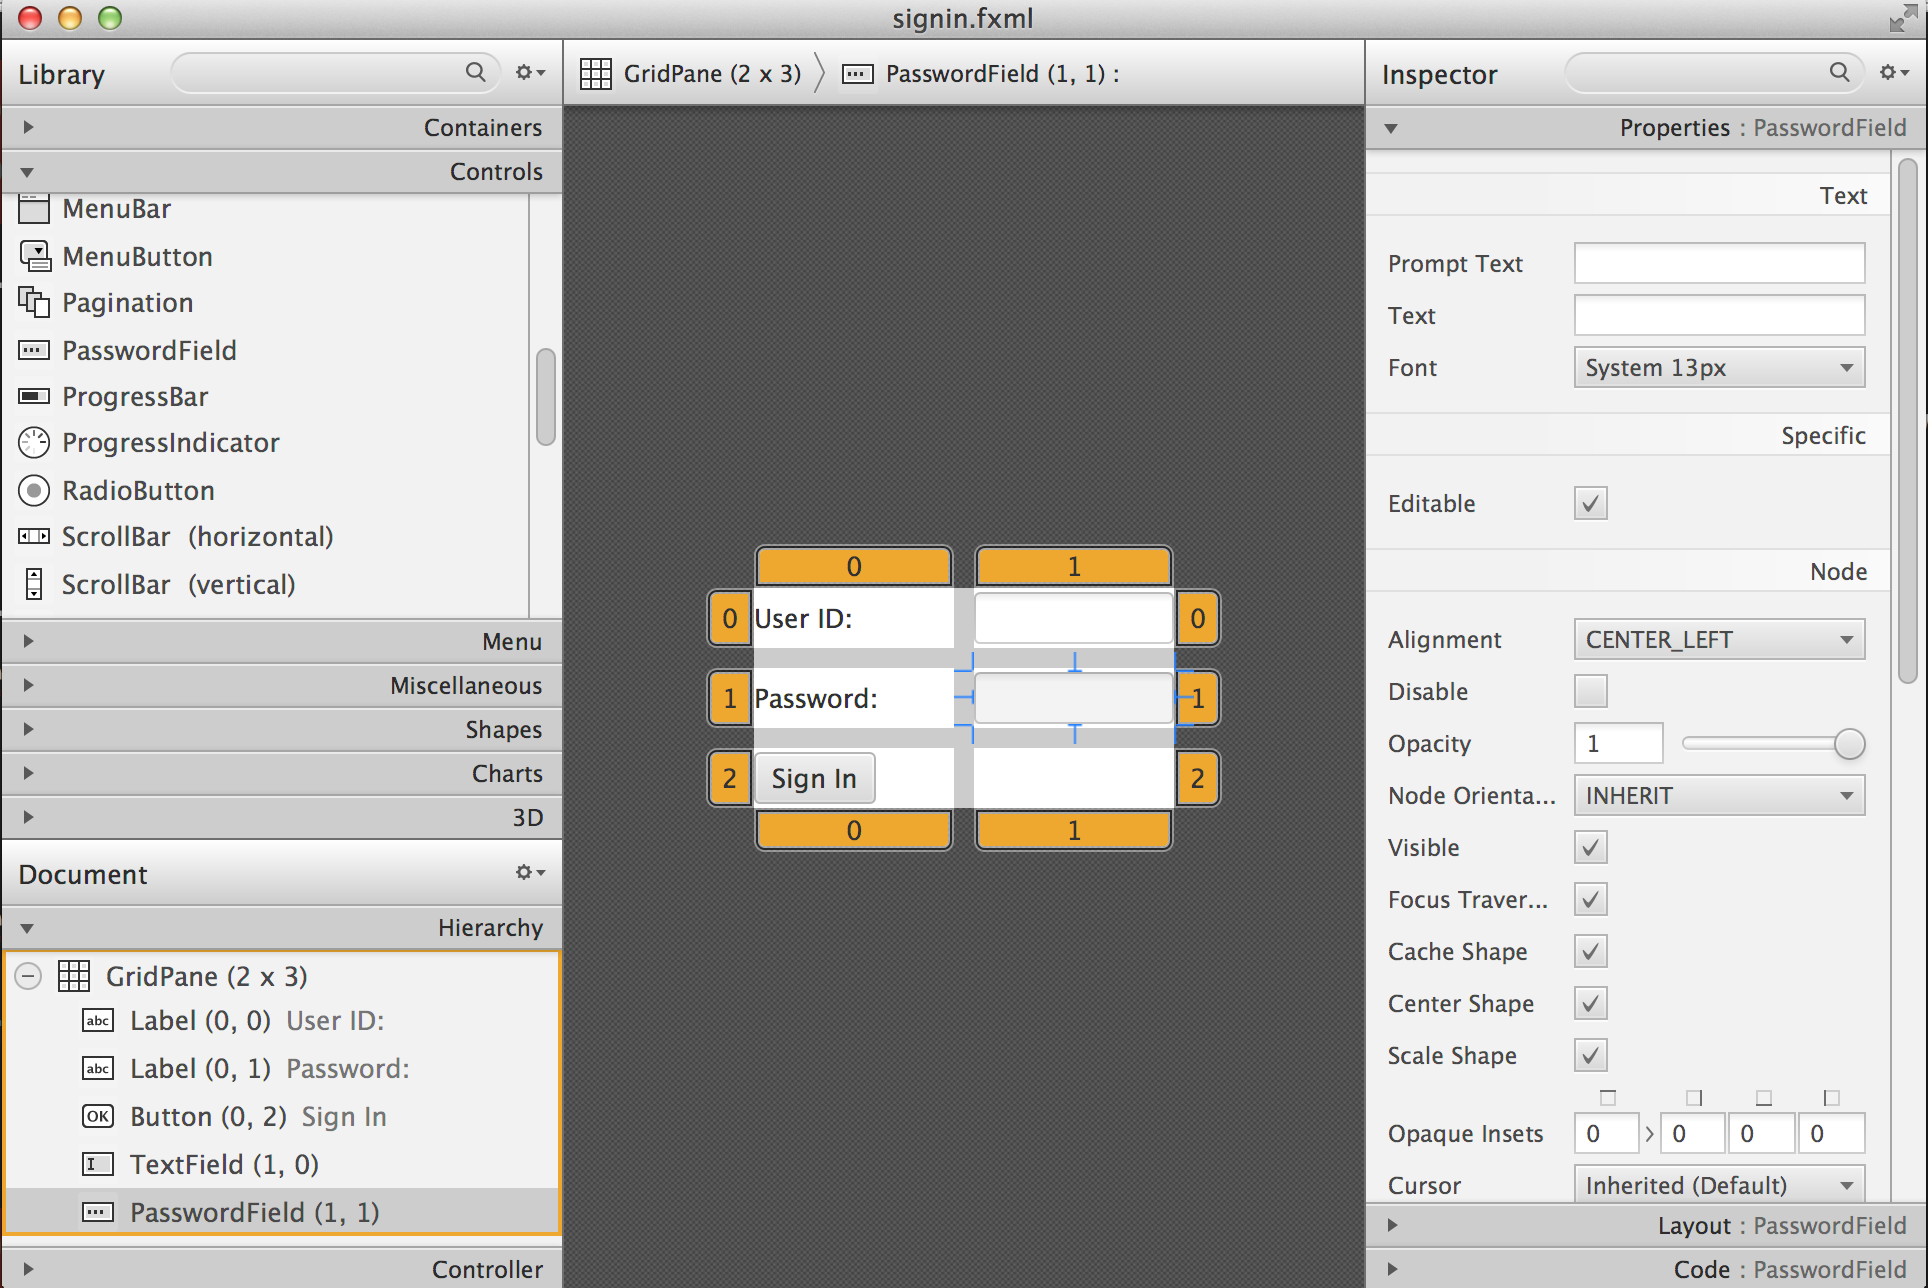 signin.fxml
Library
Containers
Controls
MenuBar
MenuButton
Pagination
PasswordField
ProgressBar
ProgressIndicator
RadioButton
ScrollBar (horizontal)
ScrollBar (vertical)
Menu
Miscellaneous
Shapes
Charts
3D
Document
Hierarchy
GridPane (2 x 3)
abc Label (0, 0) User ID:
abc Label (0, 1) Password:
OK Button (0, 2) Sign In
TextField (1, 0)
PasswordField (1, 1)
Controller
GridPane (2 x 3) PasswordField (1, 1) :
0 1
0 User ID: 0
1 Password: 1
2 Sign In 2
0 1
Inspector
Properties : PasswordField
Text
Prompt Text
Text
Font System 13px
Specific
Editable
Node
Alignment CENTER_LEFT
Disable
Opacity 1
Node Orienta... INHERIT
Visible
Focus Traver...
Cache Shape
Center Shape
Scale Shape
Opaque Insets 0 0 0 0
Cursor Inherited (Default)
Layout : PasswordField
Code : PasswordField